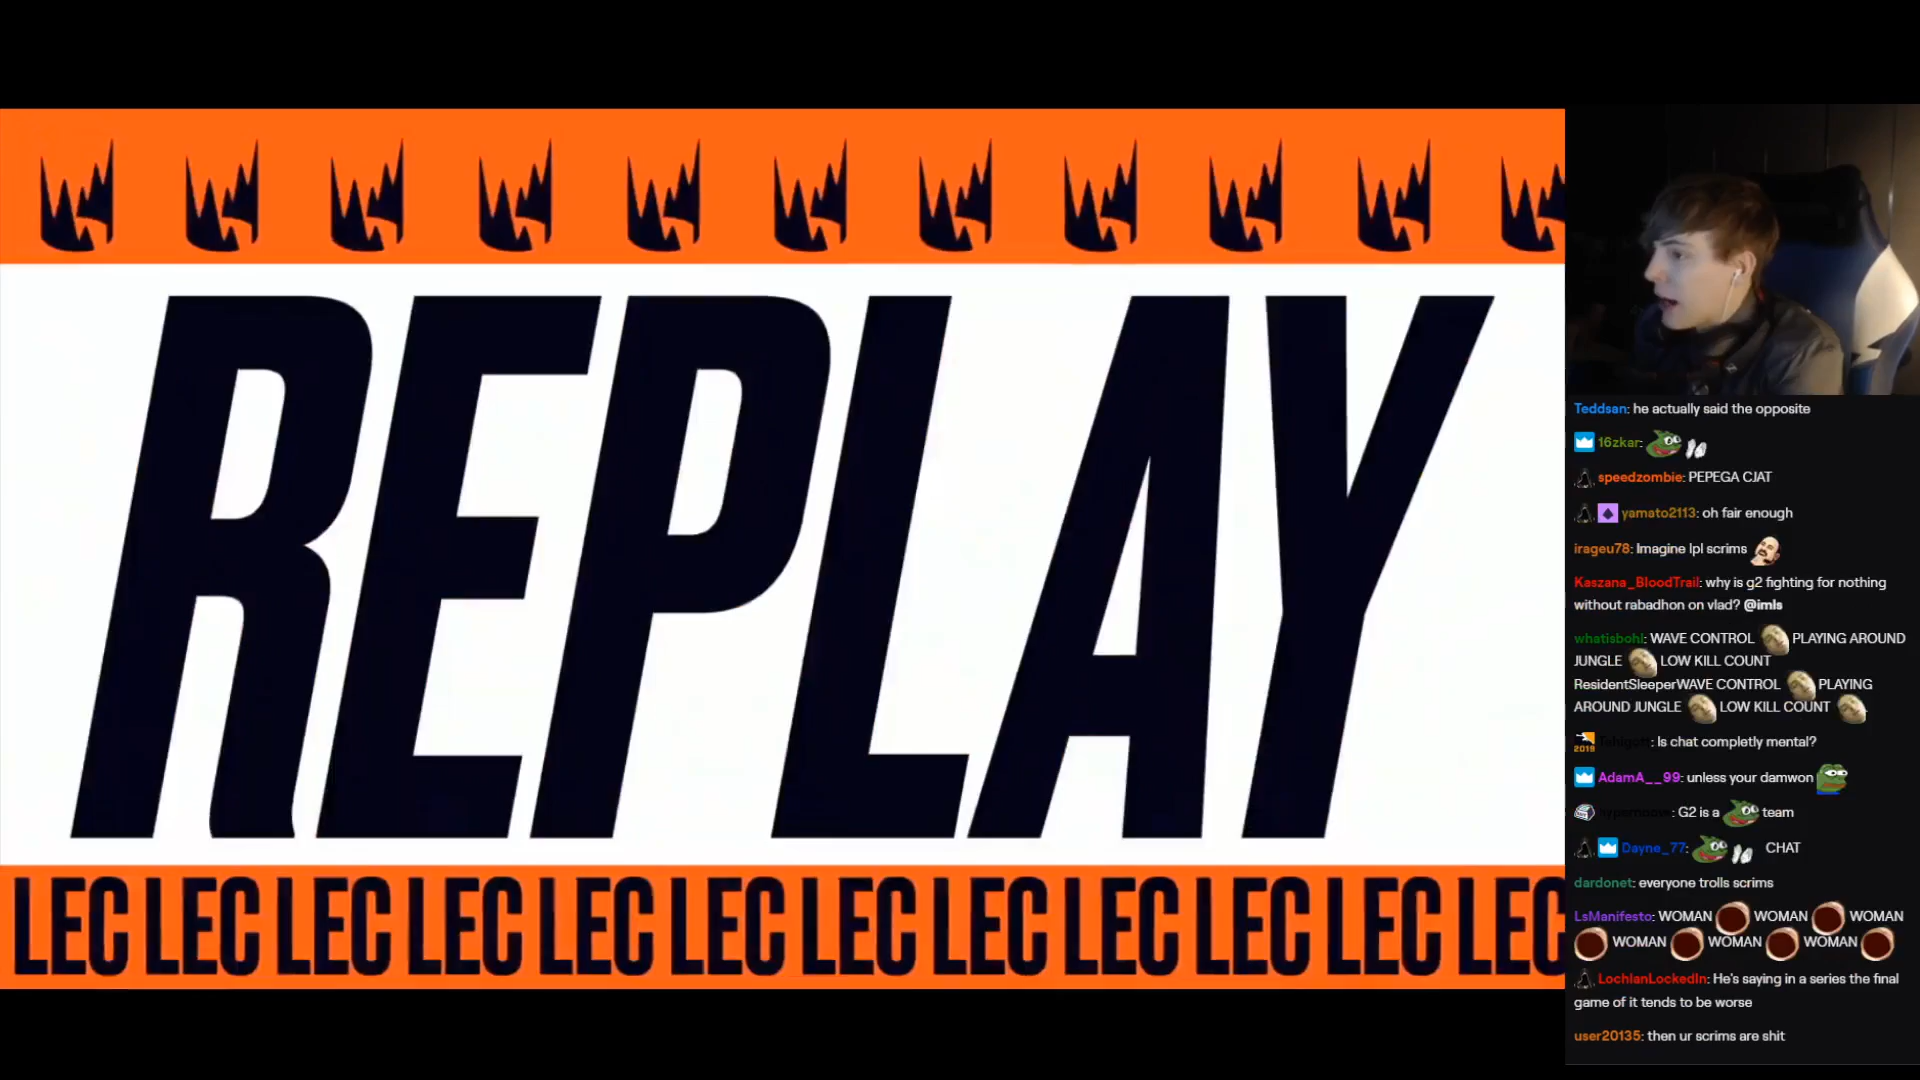 REPLAY
LEC LEC LEC LEC LEC LEC LEC LEC LEC LEC LEC LEC
Teddsan: he actually said the opposite
16zkar:
speedzombie: PEPEGA CJAT
yamato2113: oh fair enough
irageu78: Imagine lpl scrims
Kaszana_BloodTrail: why is g2 fighting for nothing
without rabadhon on vlad? @imls
whatisbohi: WAVE CONTROL PLAYING AROUND
JUNGLE LOW KILL COUNT
ResidentSleeperWAVE CONTROL PLAYING
AROUND JUNGLE LOW KILL COUNT
2019 : Is chat completly mental?
AdamA__99: unless your damwon
: G2 is a team
Dayne_77: CHAT
dardonet: everyone trolls scrims
LsManifesto: WOMAN WOMAN WOMAN
WOMAN WOMAN WOMAN
LochlanLockedIn: He's saying in a series the final
game of it tends to be worse
user20135: then ur scrims are shit